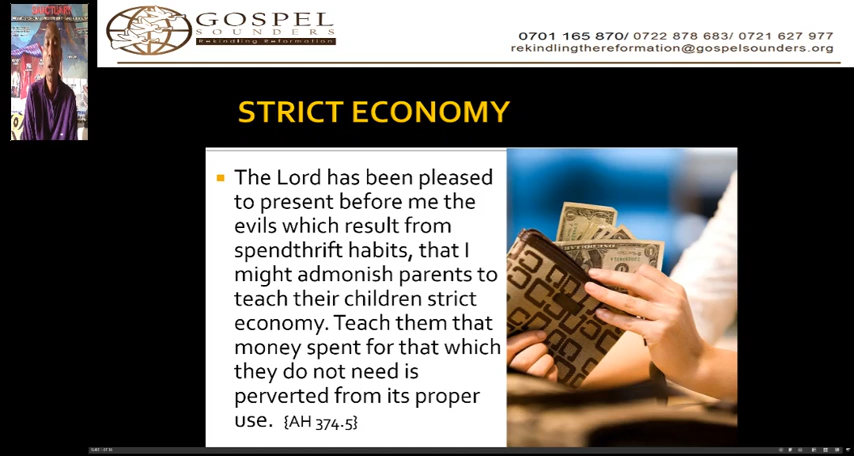 SANCTUARY
GOSPEL
SOUNDERS
Rekindling Reformation
0701 165 870/ 0722 878 683/ 0721 627 977
rekindlingthereformation@gospelsounders.org
STRICT ECONOMY
The Lord has been pleased
to present before me the
evils which result from
spendthrift habits, that I
might admonish parents to
teach their children strict
economy. Teach them that
money spent for that which
they do not need is
perverted from its proper
use. {AH 374.5}